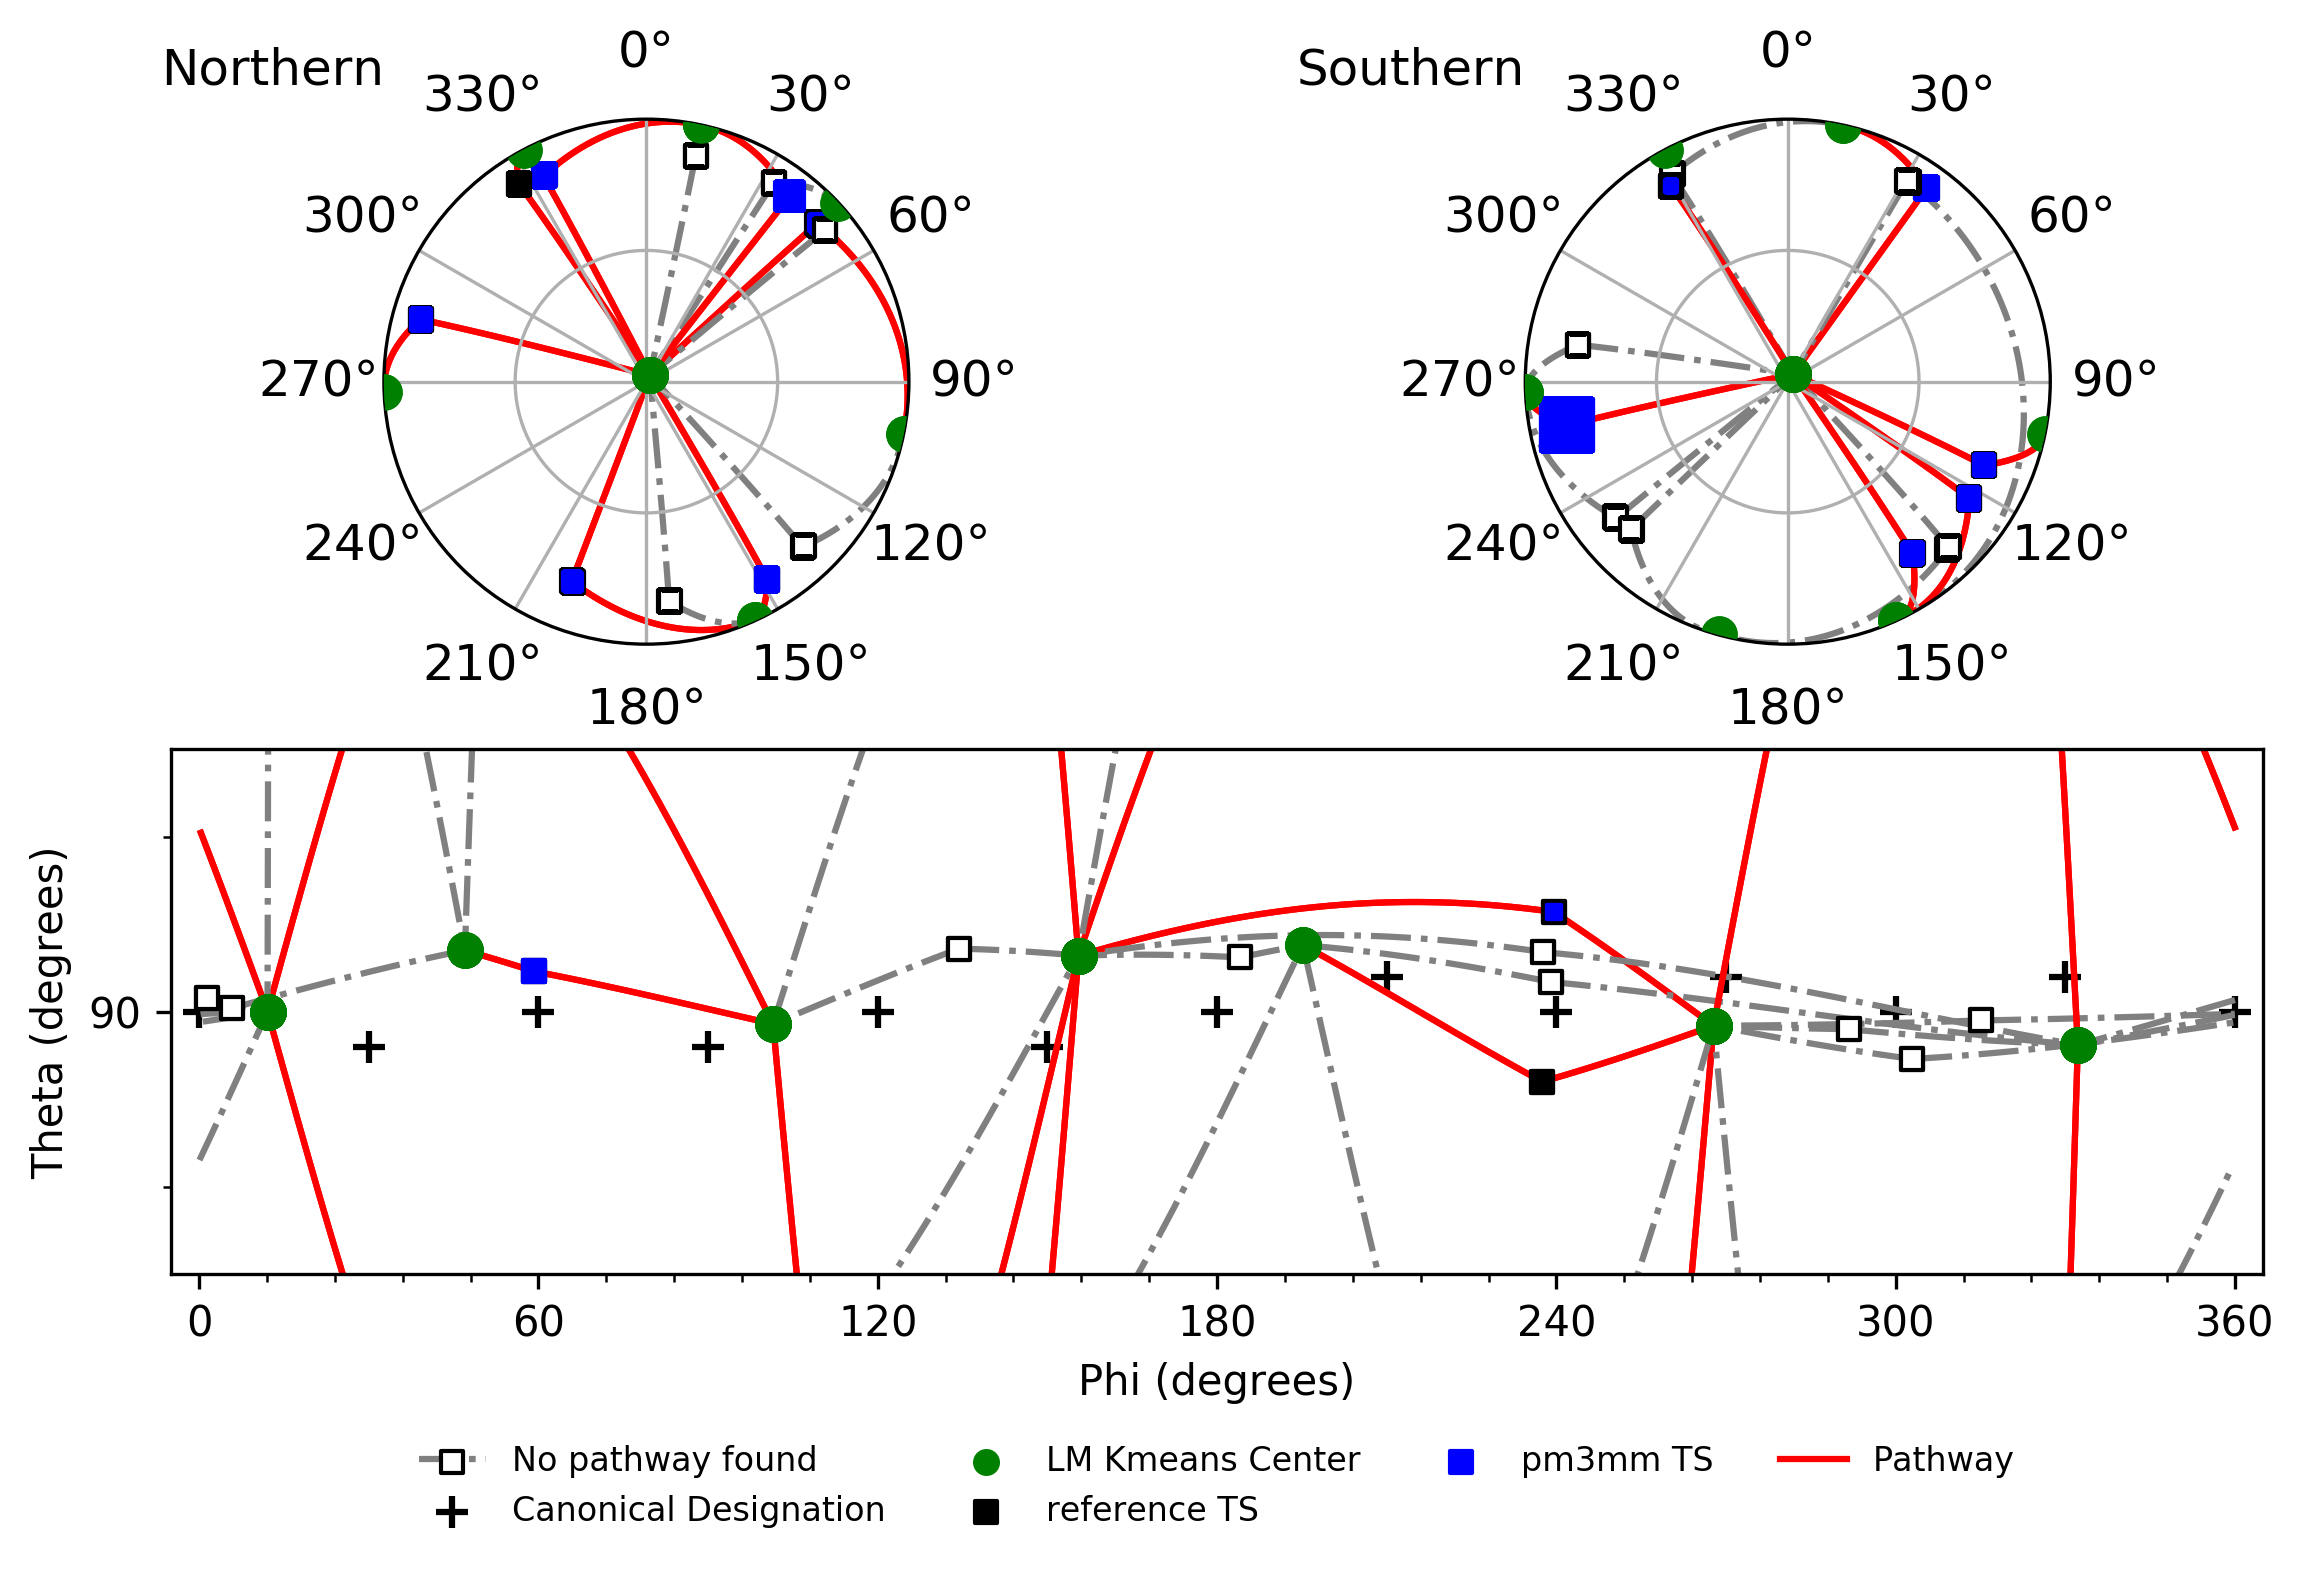 Northern
0°
30°
60°
90°
120°
150°
180°
210°
240°
270°
300°
330°
Southern
0°
30°
60°
90°
120°
150°
180°
210°
240°
270°
300°
330°
Theta (degrees)
90
0 60 120 180 240 300 360
Phi (degrees)
No pathway found
Canonical Designation
LM Kmeans Center
reference TS
pm3mm TS
Pathway